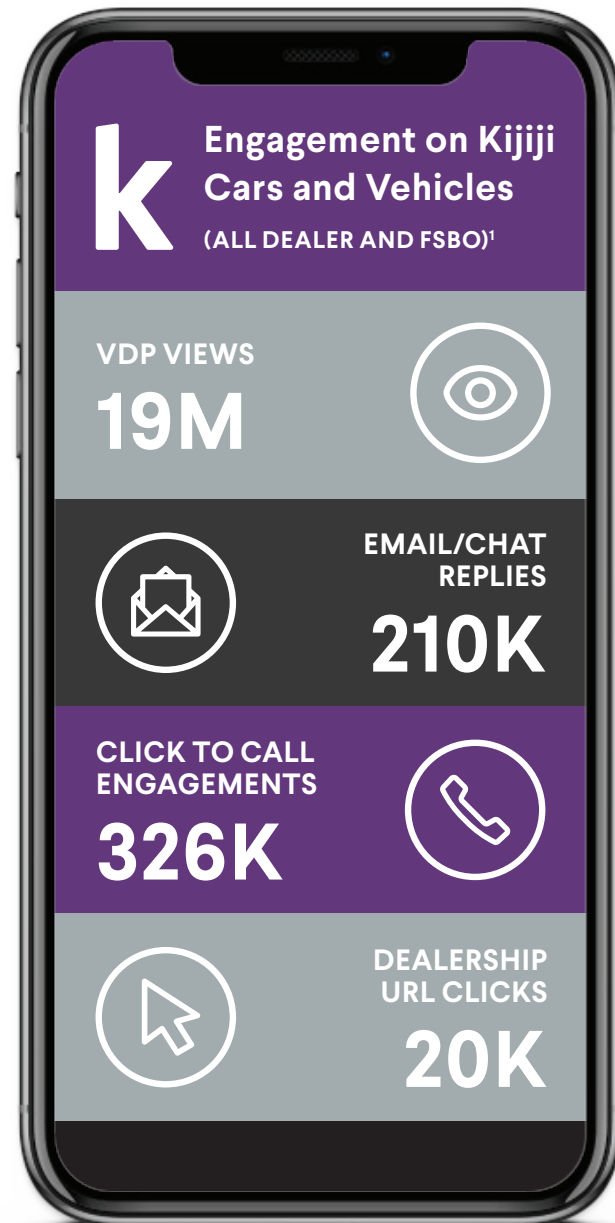 k
Engagement on Kijiji
Cars and Vehicles
(ALL DEALER AND FSBO)¹
VDP VIEWS
19M
EMAIL/CHAT
REPLIES
210K
CLICK TO CALL
ENGAGEMENTS
326K
DEALERSHIP
URL CLICKS
20K